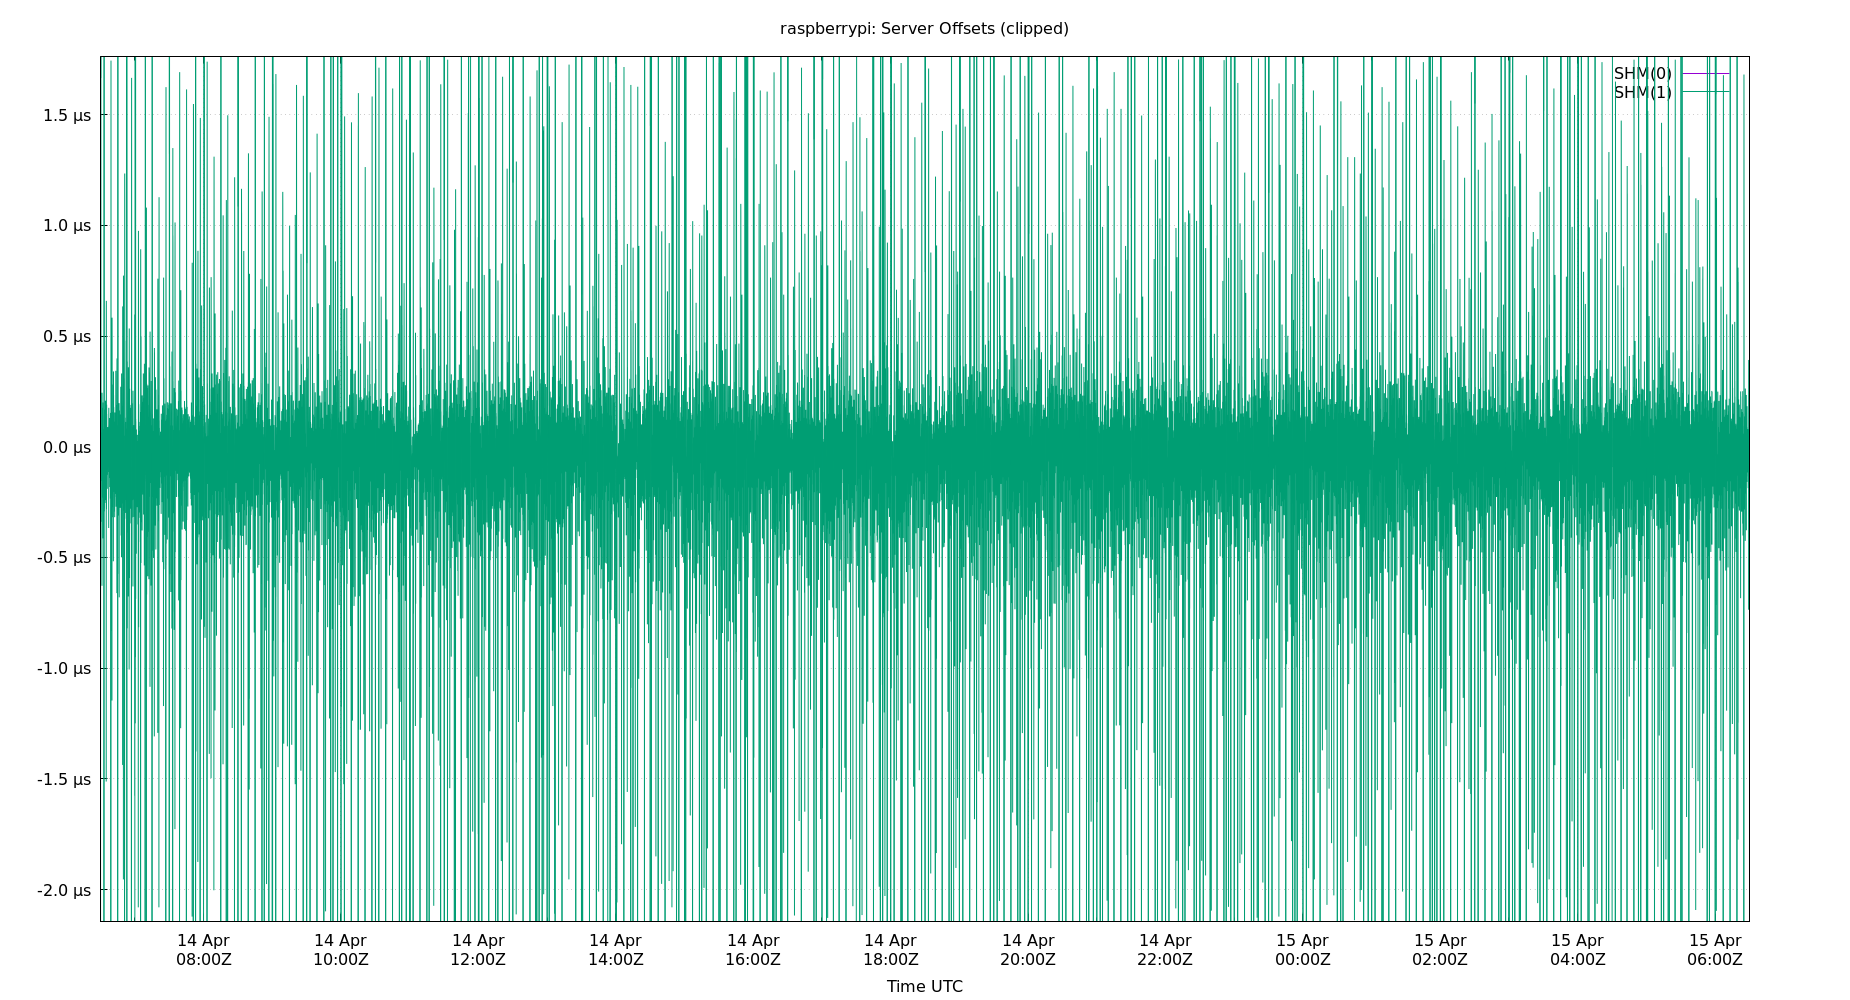 raspberrypi: Server Offsets (clipped)
SHM(0)
SHM(1)
1.5 µs
1.0 µs
0.5 µs
0.0 µs
-0.5 µs
-1.0 µs
-1.5 µs
-2.0 µs
14 Apr 14 Apr 14 Apr 14 Apr 14 Apr 14 Apr 14 Apr 14 Apr 15 Apr 15 Apr 15 Apr 15 Apr
08:00Z 10:00Z 12:00Z 14:00Z 16:00Z 18:00Z 20:00Z 22:00Z 00:00Z 02:00Z 04:00Z 06:00Z
Time UTC